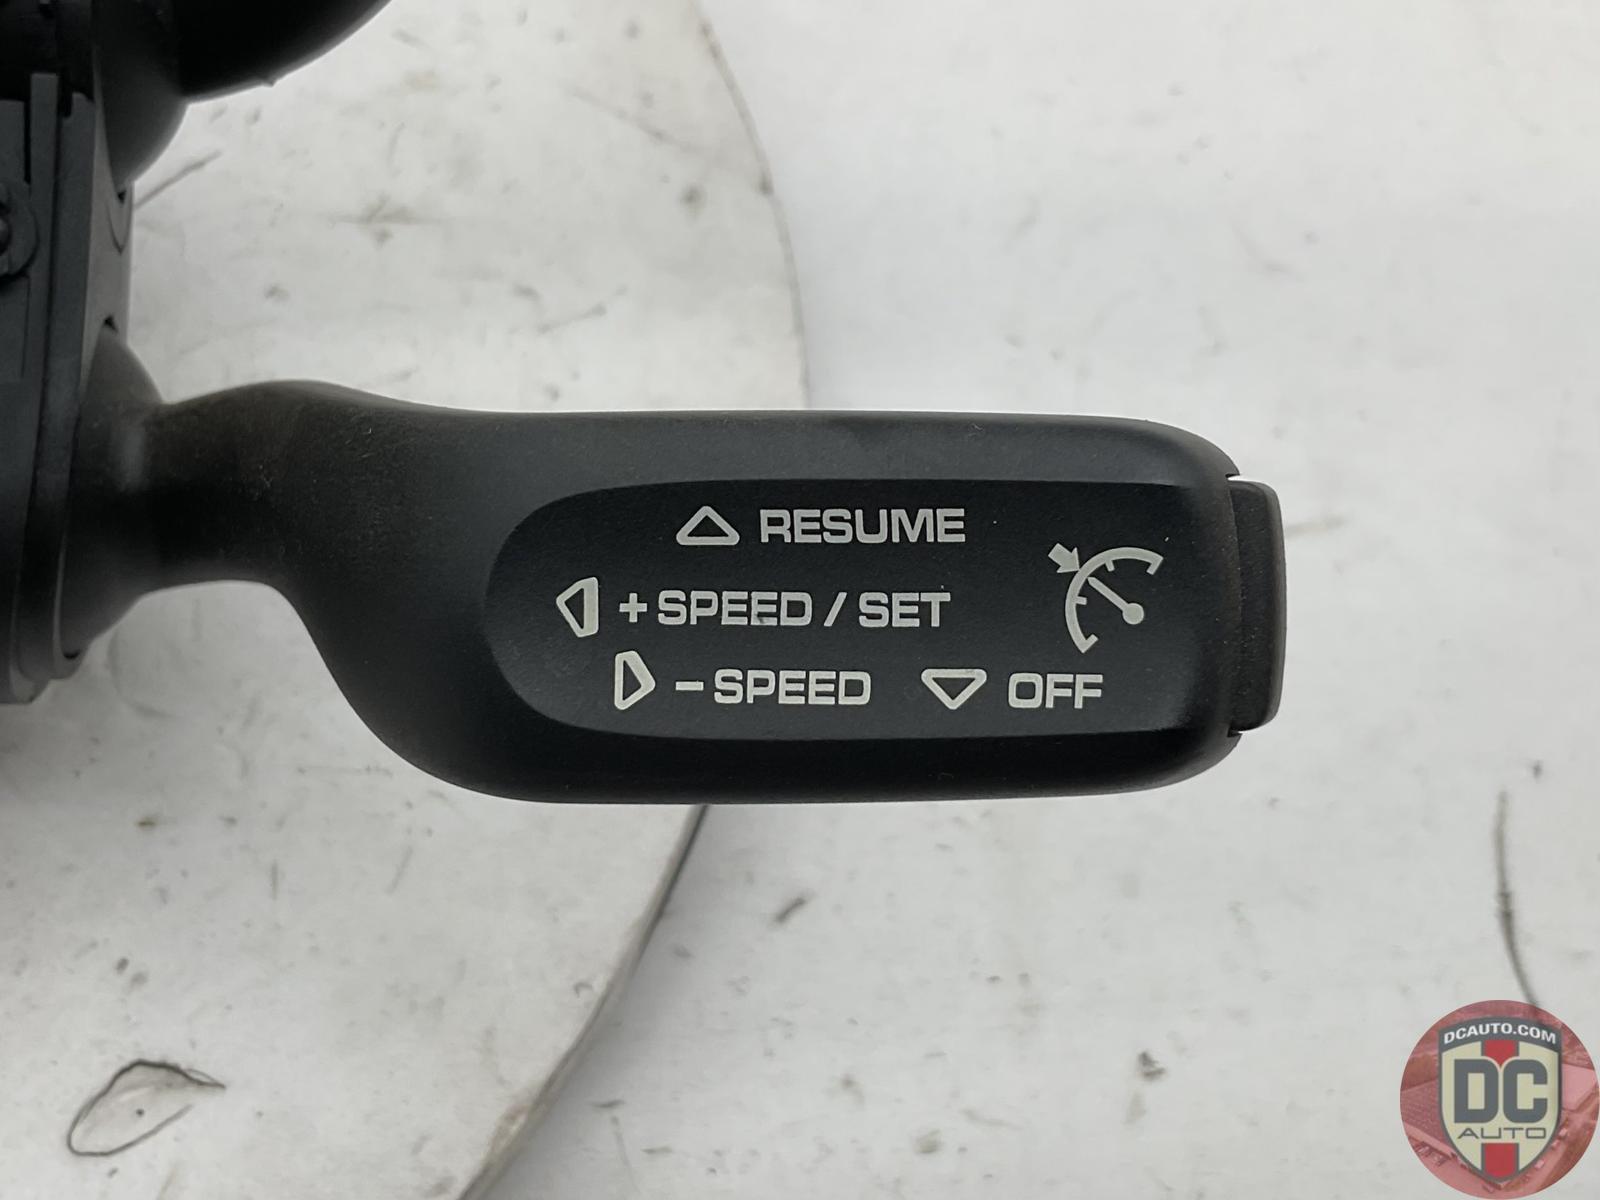 RESUME
+SPEED / SET
-SPEED OFF
DCAUTO.COM
DC
AUTO